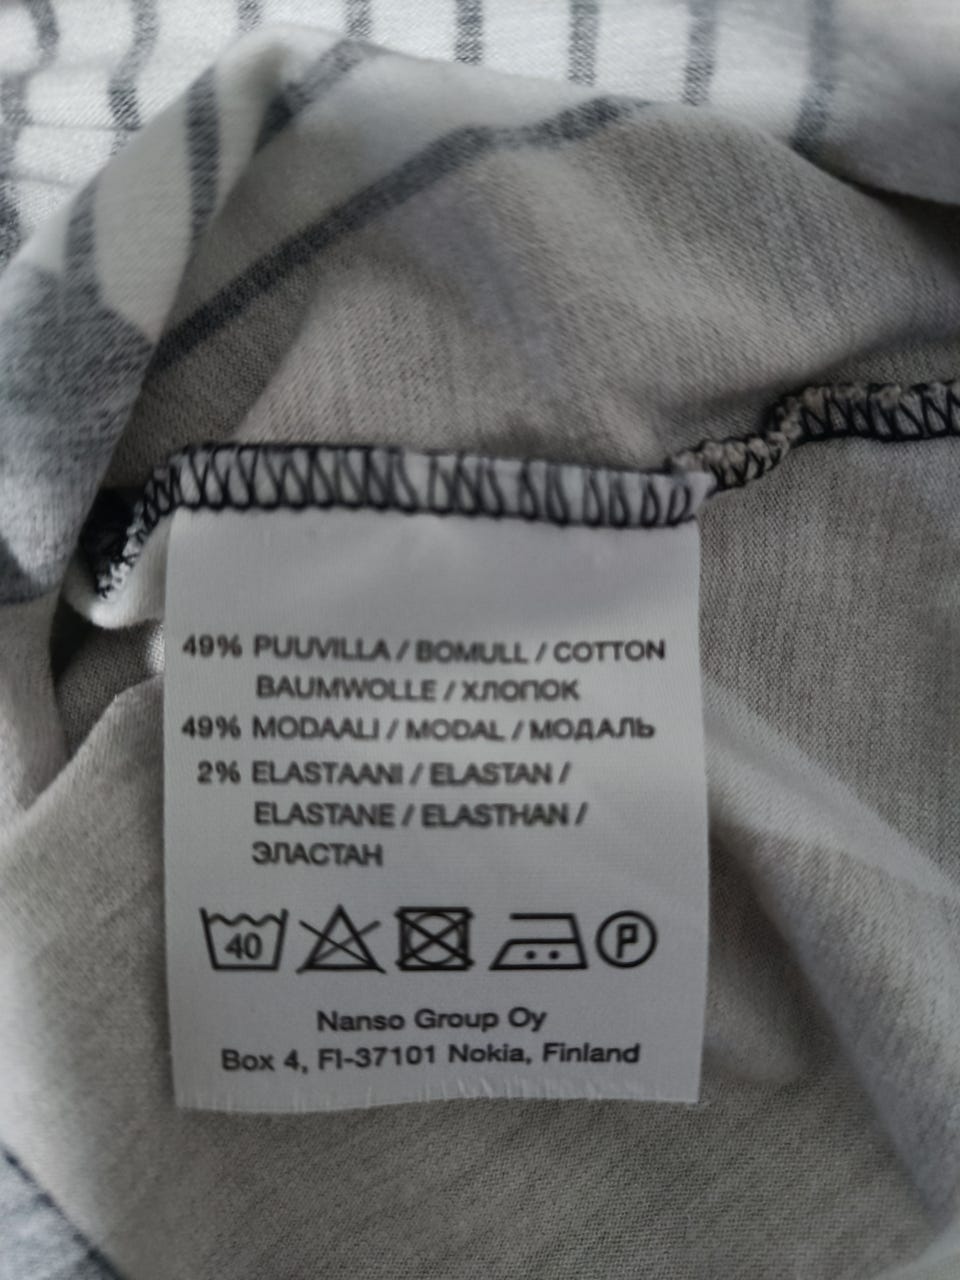 49% PUUVILLA / BOMULL / COTTON
BAUMWOLLE / ХЛОПОК
49% MODAALI / MODAL / МОДАЛЬ
2% ELASTAANI / ELASTAN /
ELASTANE / ELASTHAN /
ЭЛАСТАН
40 P
Nanso Group Oy
Box 4, FI-37101 Nokia, Finland